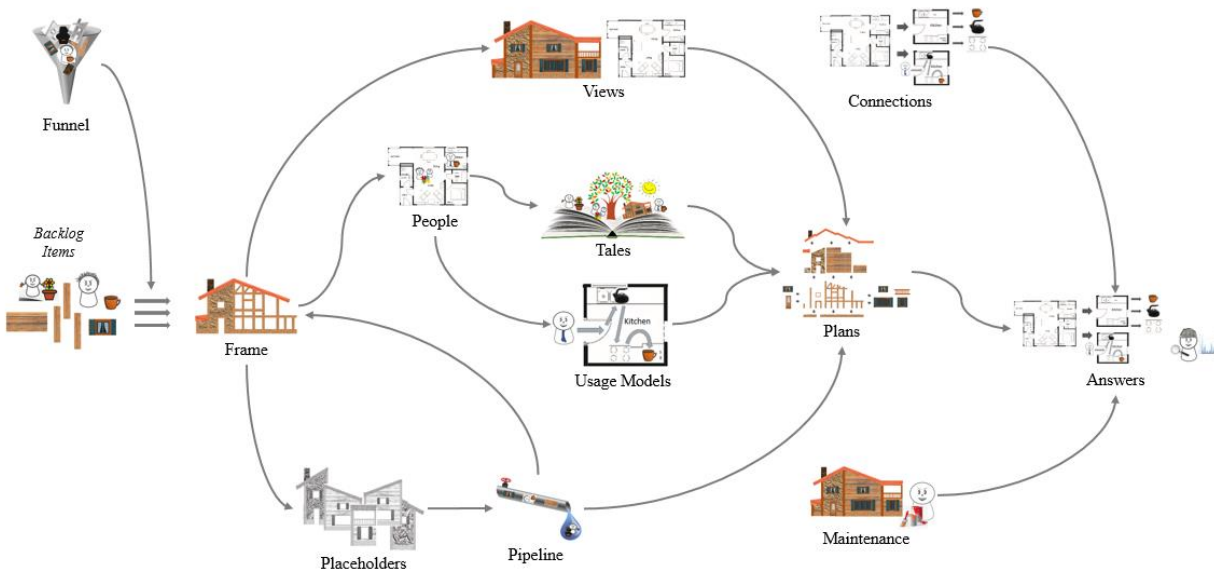 Funnel
Views
Connections
People
Tales
Backlog
Items
Frame
Kitchen
Usage Models
Plans
Answers
Placeholders
Pipeline
Maintenance